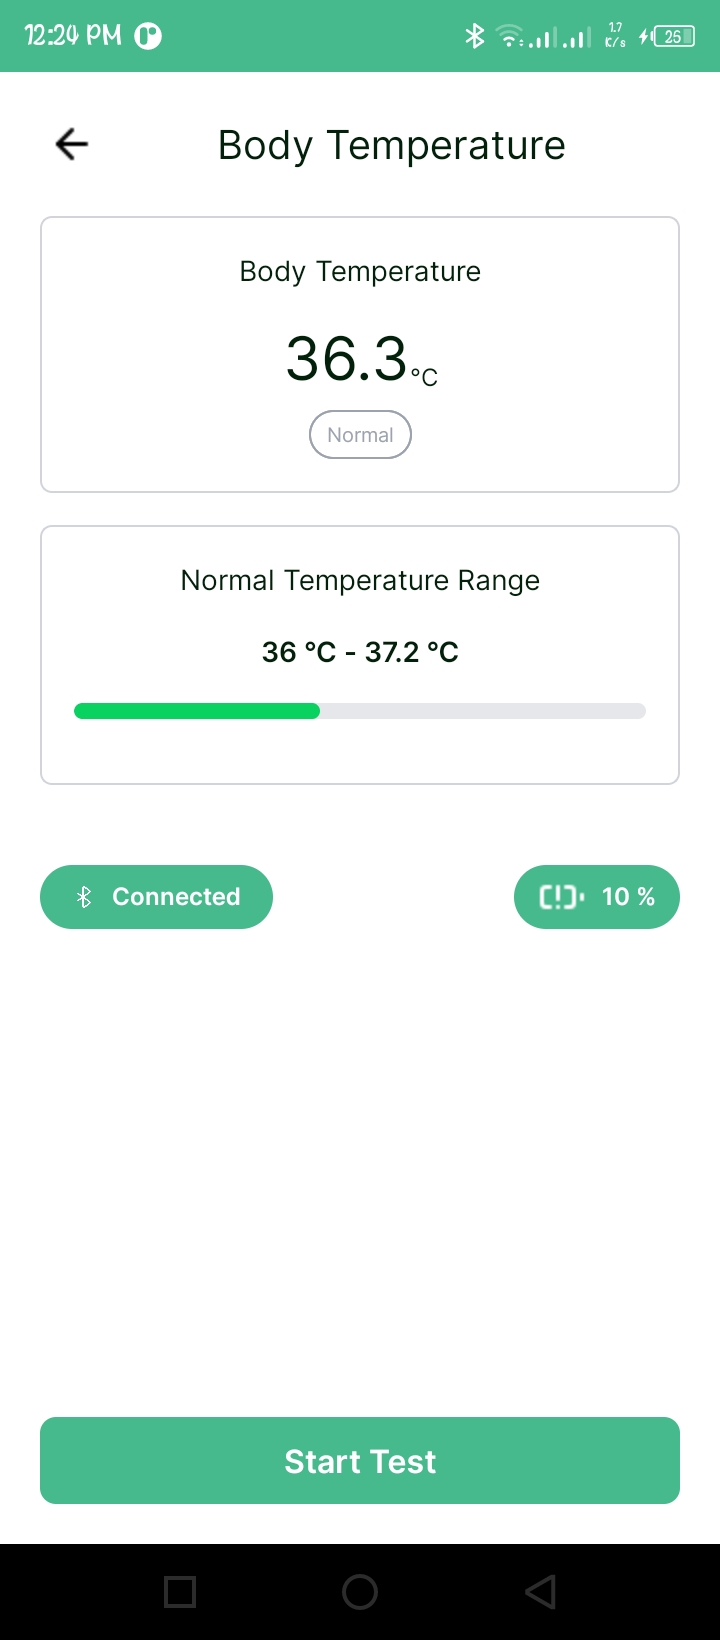 12:24 PM
1.7
K/s
25
Body Temperature
Body Temperature
36.3 °C
Normal
Normal Temperature Range
36 °C - 37.2 °C
Connected
10 %
Start Test